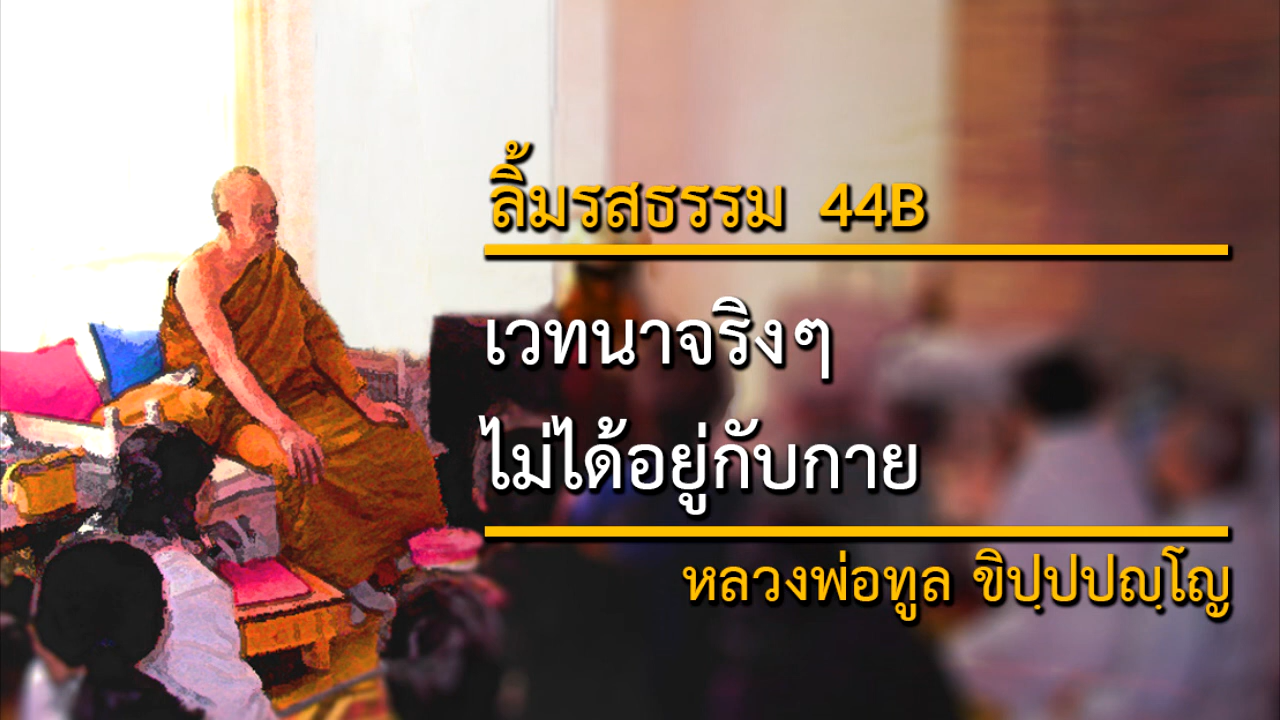 ลิ้มรสธรรม 44B
เวทนาจริงๆ
ไม่ได้อยู่กับกาย
หลวงพ่อทูล ขิปฺปปญฺโญ